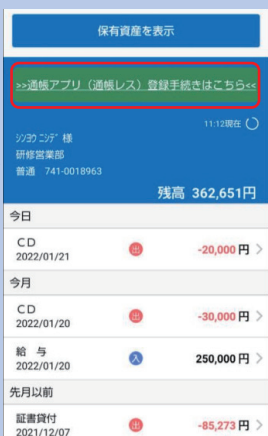 保有資産を表示
>>通帳アプリ（通帳レス）登録手続きはこちら<<
11:12現在
シンヨウ ニシデ 様
研修営業部
普通 741-0018963
残高 362,651円
今日
ＣＤ
2022/01/21
出
-20,000 円
今月
ＣＤ
2022/01/20
出
-30,000 円
給　与
2022/01/20
入
250,000 円
先月以前
証書貸付
2021/12/07
出
-85,273 円